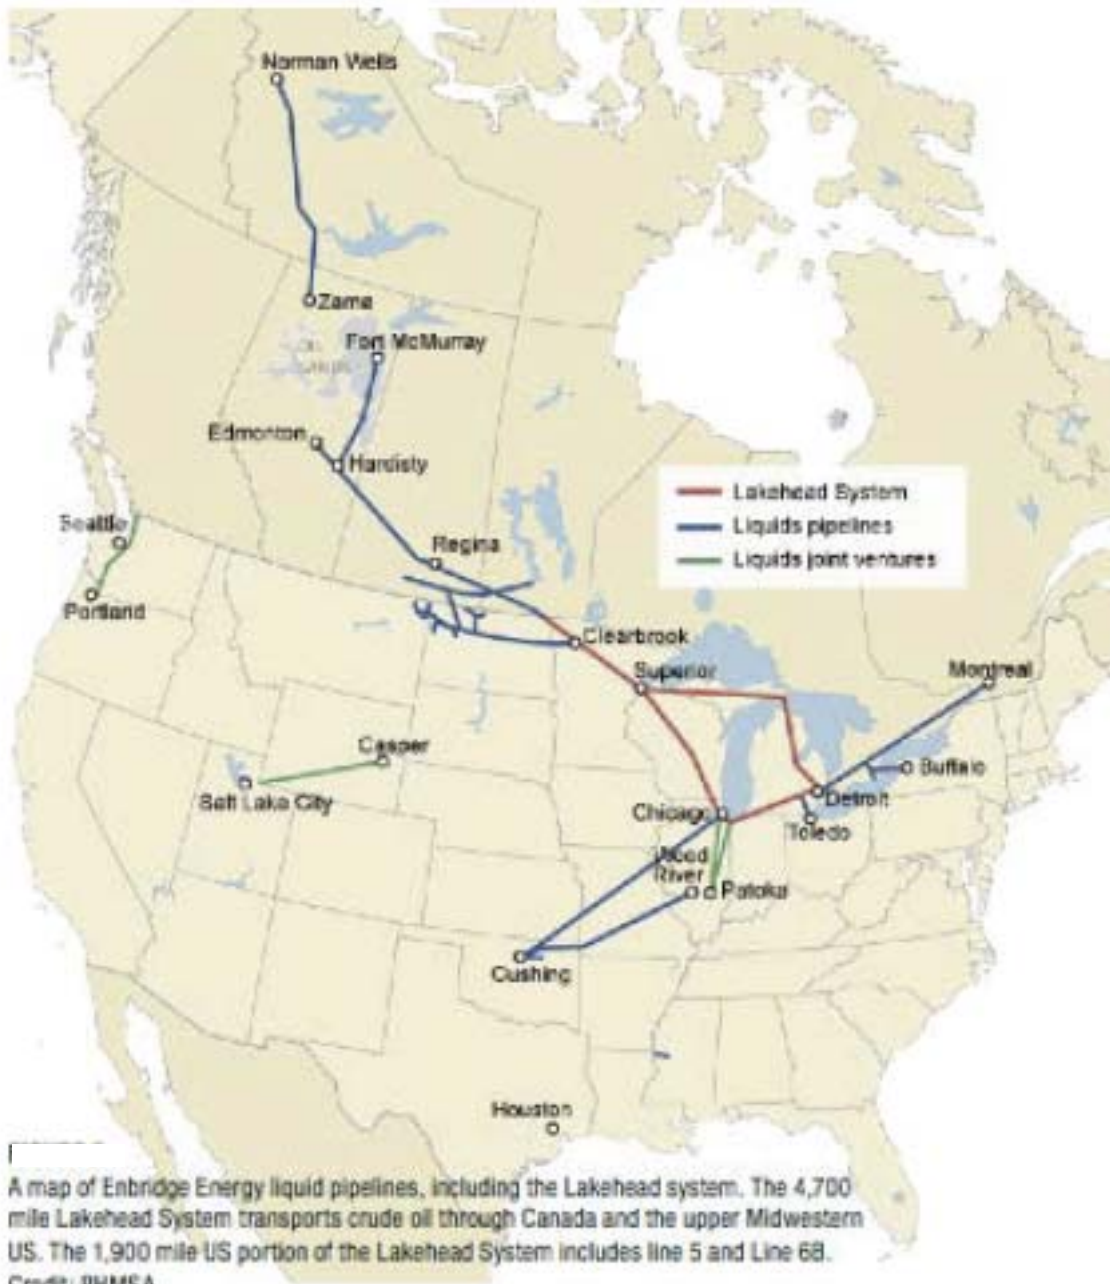 Norman Wells
Zama
Fort McMurray
Edmonton
Hardisty
Lakehead System
Liquids pipelines
Liquids joint ventures
Seattle
Regina
Portland
Clearbrook
Superior
Montreal
Casper
Buffalo
Salt Lake City
Chicago
Detroit
Toledo
Wood
River
Patoka
Cushing
Houston
A map of Enbridge Energy liquid pipelines, including the Lakehead system. The 4,700
mile Lakehead System transports crude oil through Canada and the upper Midwestern
US. The 1,900 mile US portion of the Lakehead System includes line 5 and Line 6B.
Credit: PHMSA